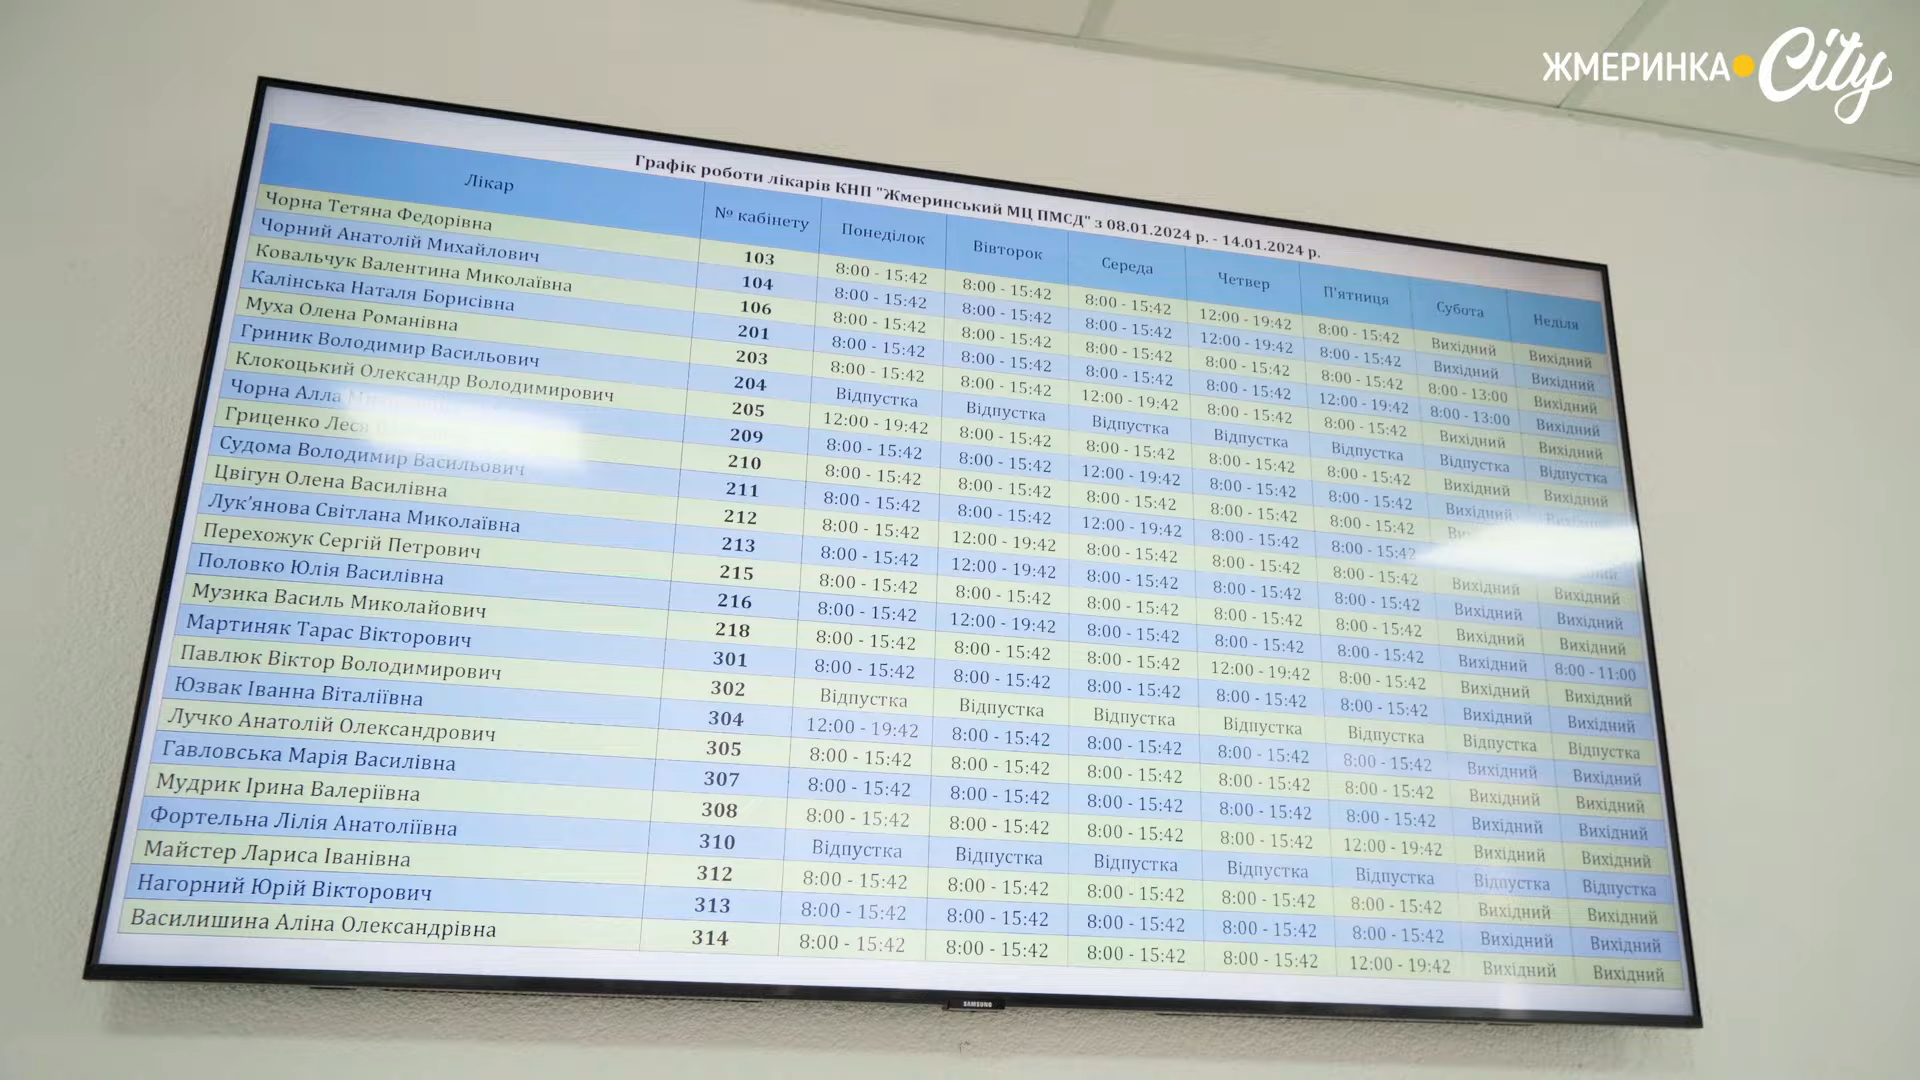 ЖМЕРИНКА City
Графік роботи лікарів КНП "Жмеринський МЦ ПМСД" з 08.01.2024 р. - 14.01.2024 р.
Лікар № кабінету Понеділок Вівторок Середа Четвер П'ятниця Субота Неділя
Чорна Тетяна Федорівна 103 8:00 - 15:42 8:00 - 15:42 8:00 - 15:42 12:00 - 19:42 8:00 - 15:42 Вихідний Вихідний
Чорний Анатолій Михайлович 104 8:00 - 15:42 8:00 - 15:42 8:00 - 15:42 12:00 - 19:42 8:00 - 15:42 Вихідний Вихідний
Ковальчук Валентина Миколаївна 106 8:00 - 15:42 8:00 - 15:42 8:00 - 15:42 8:00 - 15:42 8:00 - 15:42 8:00 - 13:00 Вихідний
Калінська Наталя Борисівна 201 8:00 - 15:42 8:00 - 15:42 8:00 - 15:42 8:00 - 15:42 12:00 - 19:42 8:00 - 13:00 Вихідний
Муха Олена Романівна 203 8:00 - 15:42 8:00 - 15:42 12:00 - 19:42 8:00 - 15:42 8:00 - 15:42 Вихідний Вихідний
Гриник Володимир Васильович 204 Відпустка Відпустка Відпустка Відпустка Відпустка Відпустка Відпустка
Клокоцький Олександр Володимирович 205 12:00 - 19:42 8:00 - 15:42 8:00 - 15:42 8:00 - 15:42 8:00 - 15:42 Вихідний Вихідний
Чорна Алла 209 8:00 - 15:42 8:00 - 15:42 12:00 - 19:42 8:00 - 15:42 8:00 - 15:42 Вихідний
Гриценко Леся 210 8:00 - 15:42 8:00 - 15:42 8:00 - 15:42 8:00 - 15:42 8:00 - 15:42
Судома Володимир Васильович 211 8:00 - 15:42 8:00 - 15:42 12:00 - 19:42 8:00 - 15:42 8:00 - 15:42
Цвігун Олена Василівна 212 8:00 - 15:42 12:00 - 19:42 8:00 - 15:42 8:00 - 15:42 8:00 - 15:42 Вихідний Вихідний
Лук'янова Світлана Миколаївна 213 8:00 - 15:42 12:00 - 19:42 8:00 - 15:42 8:00 - 15:42 8:00 - 15:42 Вихідний Вихідний
Перехожук Сергій Петрович 215 8:00 - 15:42 8:00 - 15:42 8:00 - 15:42 8:00 - 15:42 8:00 - 15:42 Вихідний Вихідний
Половко Юлія Василівна 216 8:00 - 15:42 12:00 - 19:42 8:00 - 15:42 8:00 - 15:42 8:00 - 15:42 Вихідний 8:00 - 11:00
Музика Василь Миколайович 218 8:00 - 15:42 8:00 - 15:42 8:00 - 15:42 12:00 - 19:42 8:00 - 15:42 Вихідний Вихідний
Мартиняк Тарас Вікторович 301 8:00 - 15:42 8:00 - 15:42 8:00 - 15:42 8:00 - 15:42 8:00 - 15:42 Вихідний Вихідний
Павлюк Віктор Володимирович 302 Відпустка Відпустка Відпустка Відпустка Відпустка Відпустка Відпустка
Юзвак Іванна Віталіївна 304 12:00 - 19:42 8:00 - 15:42 8:00 - 15:42 8:00 - 15:42 8:00 - 15:42 Вихідний Вихідний
Лучко Анатолій Олександрович 305 8:00 - 15:42 8:00 - 15:42 8:00 - 15:42 8:00 - 15:42 8:00 - 15:42 Вихідний Вихідний
Гавловська Марія Василівна 307 8:00 - 15:42 8:00 - 15:42 8:00 - 15:42 8:00 - 15:42 8:00 - 15:42 Вихідний Вихідний
Мудрик Ірина Валеріївна 308 8:00 - 15:42 8:00 - 15:42 8:00 - 15:42 8:00 - 15:42 12:00 - 19:42 Вихідний Вихідний
Фортельна Лілія Анатоліївна 310 Відпустка Відпустка Відпустка Відпустка Відпустка Відпустка Відпустка
Майстер Лариса Іванівна 312 8:00 - 15:42 8:00 - 15:42 8:00 - 15:42 8:00 - 15:42 8:00 - 15:42 Вихідний Вихідний
Нагорний Юрій Вікторович 313 8:00 - 15:42 8:00 - 15:42 8:00 - 15:42 8:00 - 15:42 8:00 - 15:42 Вихідний Вихідний
Василишина Аліна Олександрівна 314 8:00 - 15:42 8:00 - 15:42 8:00 - 15:42 8:00 - 15:42 12:00 - 19:42 Вихідний Вихідний
SAMSUNG